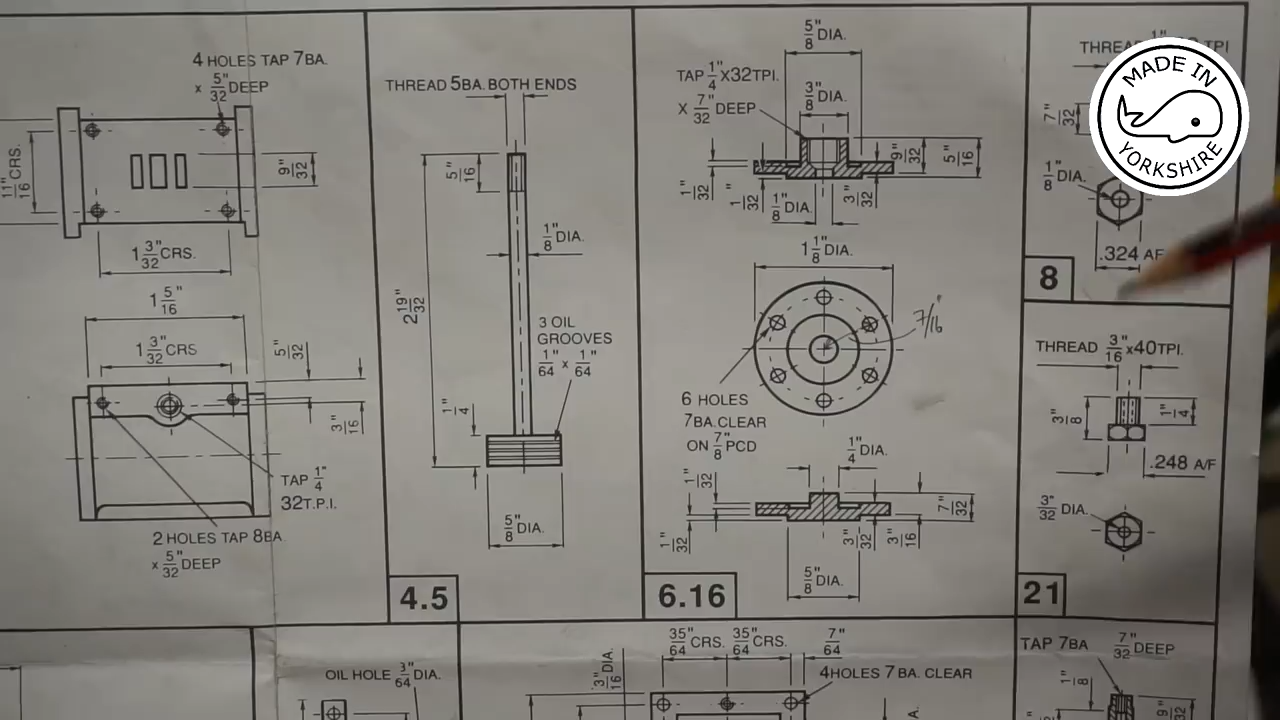 4 HOLES TAP 7BA.
x 5"/32 DEEP
11"/16 CRS.
9"/32
1 3"/32 CRS.
1 5"/16
1 3"/32 CRS
5"/32
3"/16
TAP 1/4"
32T.P.I.
2 HOLES TAP 8BA
x 5"/32 DEEP
THREAD 5BA. BOTH ENDS
5"/16
1"/8 DIA.
2 19"/32
3 OIL
GROOVES
1"/64 x 1"/64
1"/4
5"/8 DIA.
4.5
5"/8 DIA.
TAP 1"/4 x32TPI.
X 7"/32 DEEP
3"/8 DIA.
9"/32
5"/16
1"/32
1"/32
1"/8 DIA.
3"/32
1 1"/8 DIA.
7/16"
6 HOLES
7BA.CLEAR
ON 7"/8 PCD
1"/4 DIA.
1"/32
7"/32
1"/32
3"/32
3"/16
5"/8 DIA.
6.16
THREAD
TPI
7"/32
1"/8 DIA.
.324 AF
8
MADE IN
YORKSHIRE
THREAD 3"/16 x40TPI.
3"/8
1"/4
.248 A/F
3"/32 DIA.
21
TAP 7BA 7"/32 DEEP
1"/8
9"/32
OIL HOLE 3"/64 DIA.
3"/16 DIA.
35"/64 CRS. 35"/64 CRS. 7"/64
4HOLES 7 BA. CLEAR